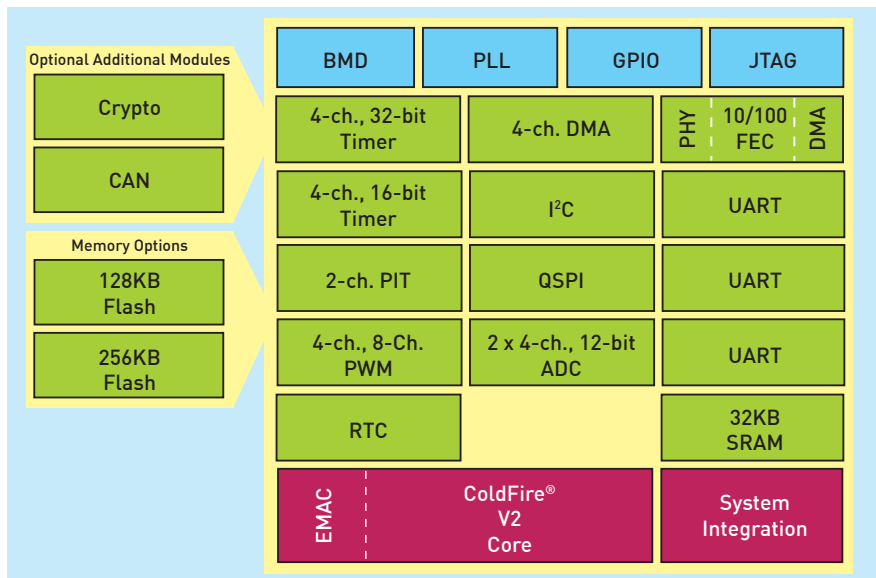 Optional Additional Modules
Crypto
CAN
Memory Options
128KB
Flash
256KB
Flash
BMD
PLL
GPIO
JTAG
4-ch., 32-bit
Timer
4-ch. DMA
PHY
10/100
FEC
DMA
4-ch., 16-bit
Timer
I²C
UART
2-ch. PIT
QSPI
UART
4-ch., 8-Ch.
PWM
2 x 4-ch., 12-bit
ADC
UART
RTC
32KB
SRAM
EMAC
ColdFire®
V2
Core
System
Integration